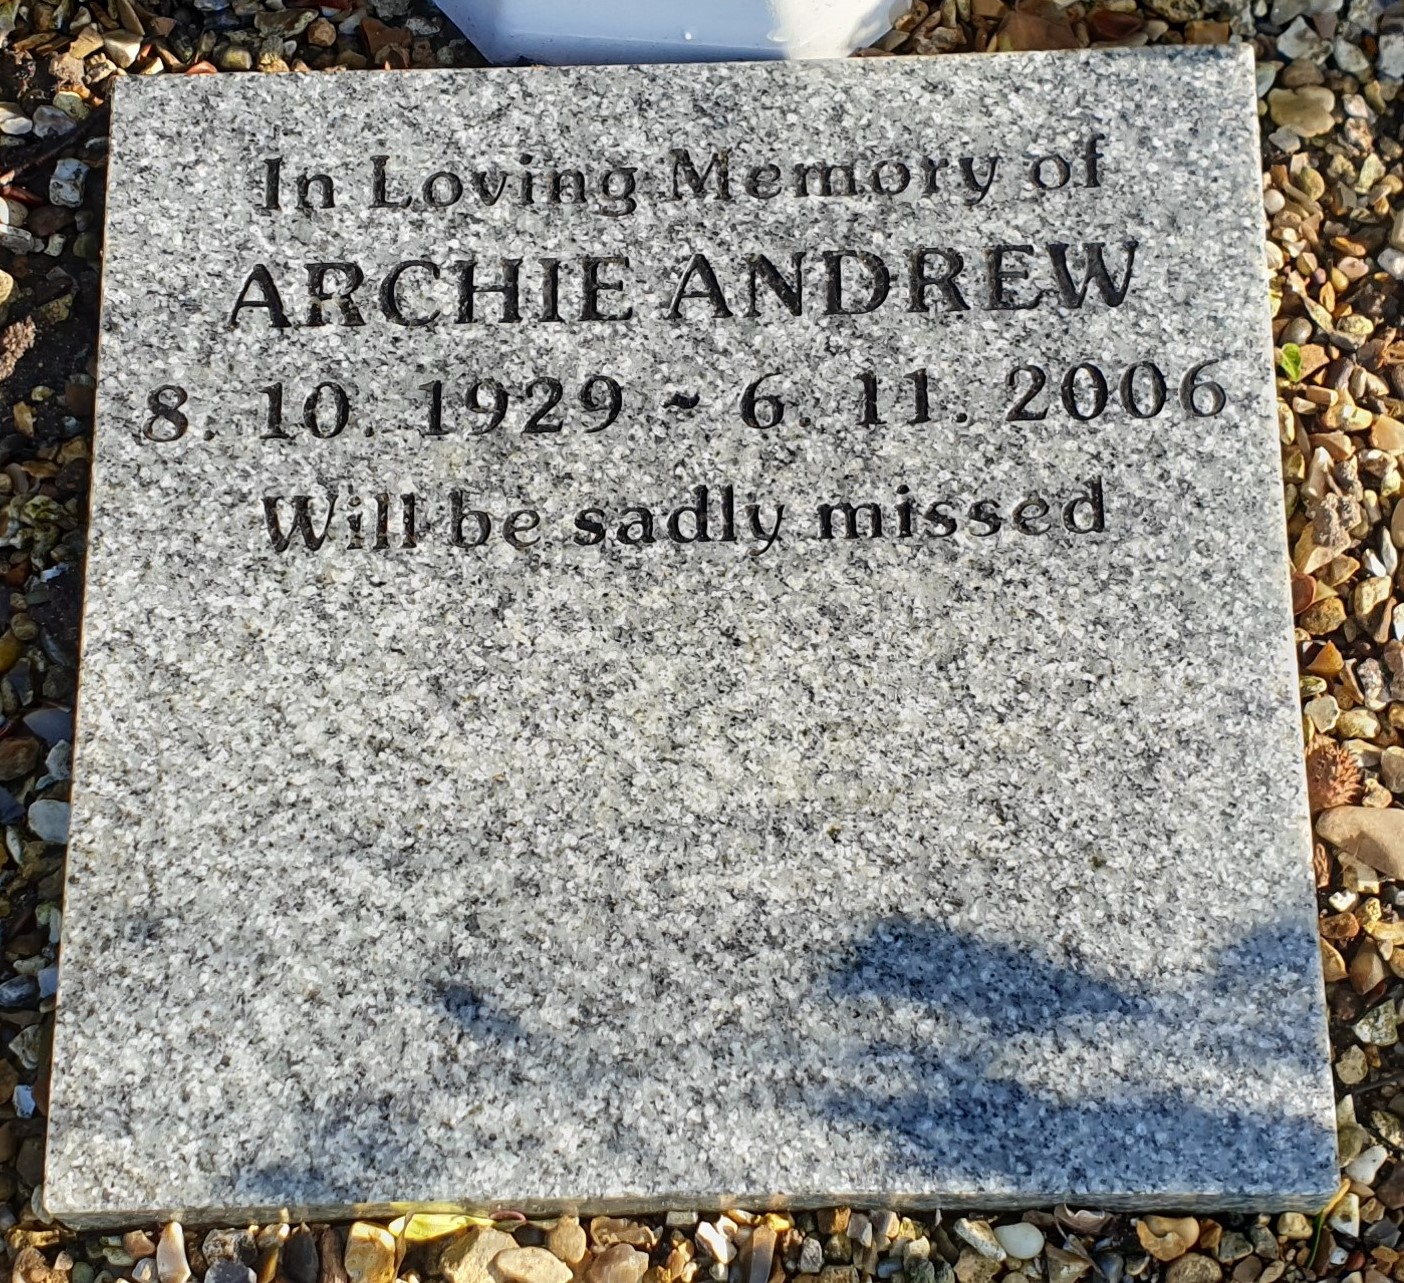 In Loving Memory of
ARCHIE ANDREW
8. 10. 1929 ~ 6. 11. 2006
Will be sadly missed